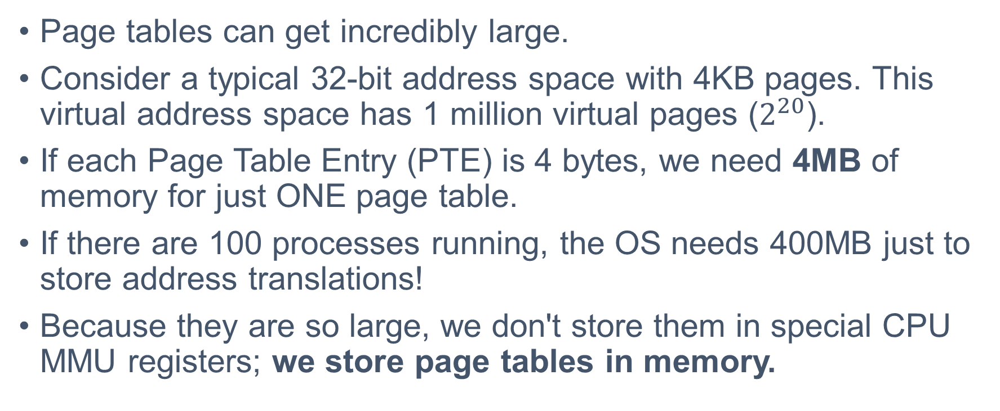 • Page tables can get incredibly large.
• Consider a typical 32-bit address space with 4KB pages. This
virtual address space has 1 million virtual pages (2²⁰).
• If each Page Table Entry (PTE) is 4 bytes, we need 4MB of
memory for just ONE page table.
• If there are 100 processes running, the OS needs 400MB just to
store address translations!
• Because they are so large, we don't store them in special CPU
MMU registers; we store page tables in memory.